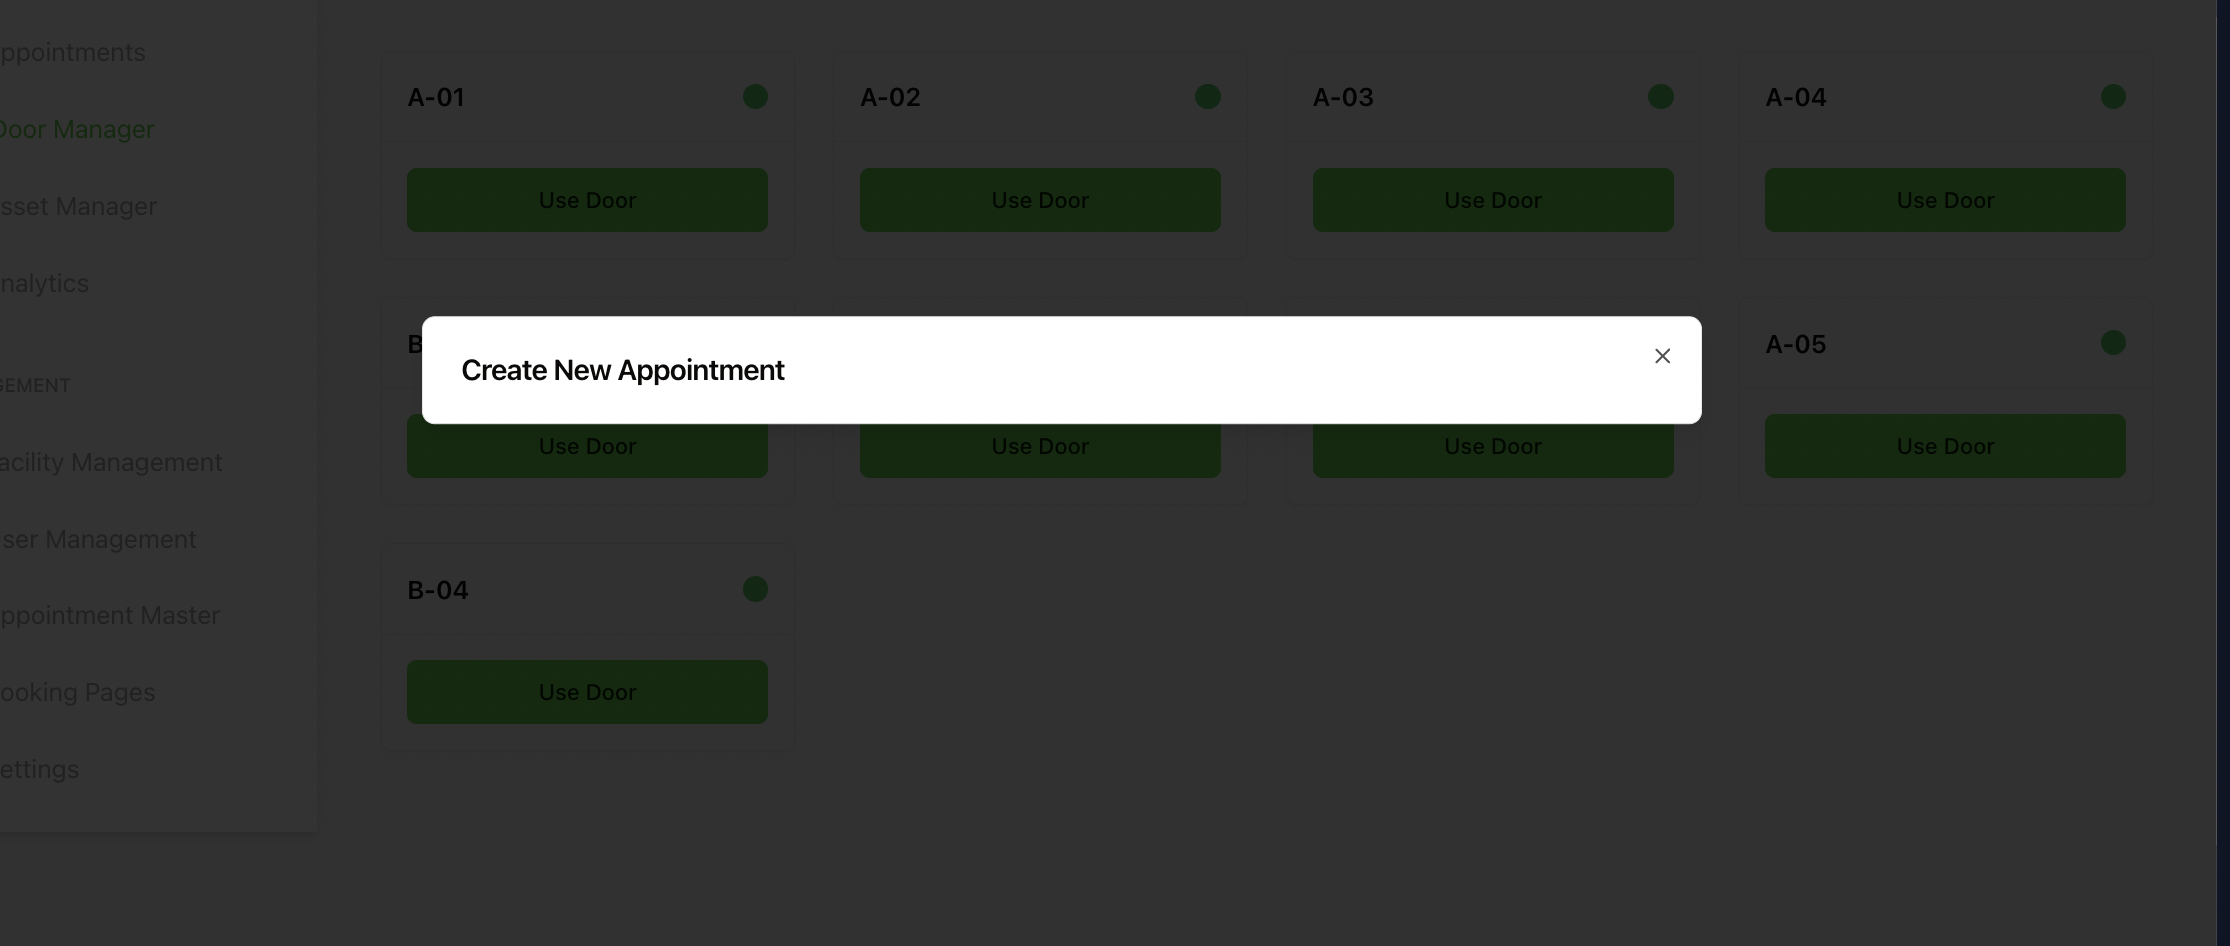 ppointments
Door Manager
sset Manager
nalytics
GEMENT
acility Management
ser Management
ppointment Master
ooking Pages
ettings
A-01
Use Door
A-02
Use Door
A-03
Use Door
A-04
Use Door
B
Use Door
Use Door
Use Door
A-05
Use Door
B-04
Use Door
Create New Appointment